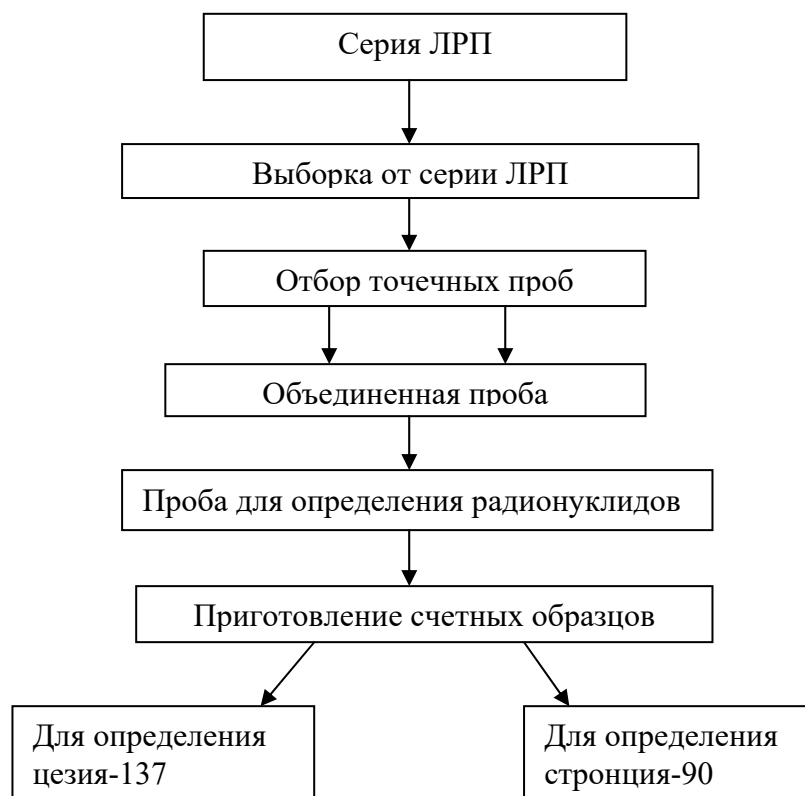 Серия ЛРП
Выборка от серии ЛРП
Отбор точечных проб
Объединенная проба
Проба для определения радионуклидов
Приготовление счетных образцов
Для определения
цезия-137
Для определения
стронция-90